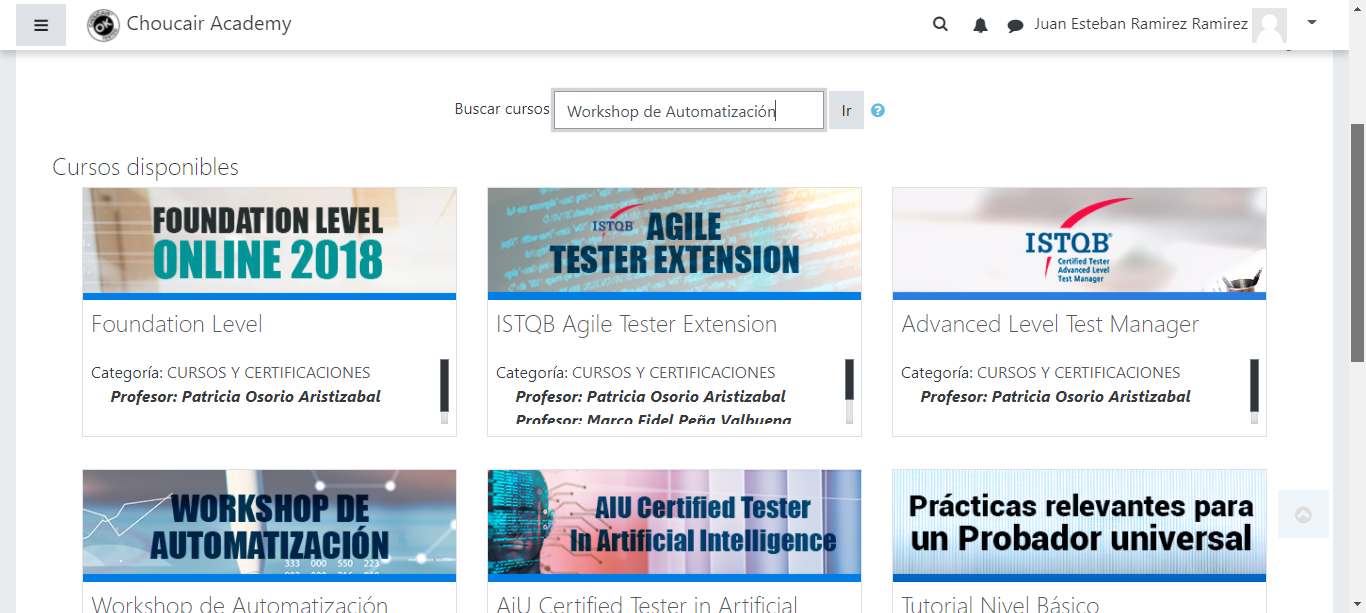 Choucair Academy
Juan Esteban Ramirez Ramirez
Buscar cursos
Workshop de Automatización
Ir
Cursos disponibles
FOUNDATION LEVEL
ONLINE 2018
ISTQB AGILE
TESTER EXTENSION
ISTQB®
Certified Tester
Advanced Level
Test Manager
Foundation Level
ISTQB Agile Tester Extension
Advanced Level Test Manager
Categoría: CURSOS Y CERTIFICACIONES
Profesor: Patricia Osorio Aristizabal
Categoría: CURSOS Y CERTIFICACIONES
Profesor: Patricia Osorio Aristizabal
Profesor: Marco Fidel Peña Valbuena
Categoría: CURSOS Y CERTIFICACIONES
Profesor: Patricia Osorio Aristizabal
WORKSHOP DE
AUTOMATIZACIÓN
333 000 550 223
AIU Certified Tester
In Artificial Intelligence
Prácticas relevantes para
un Probador universal
Workshop de Automatización
AiU Certified Tester in Artificial
Tutorial Nivel Básico